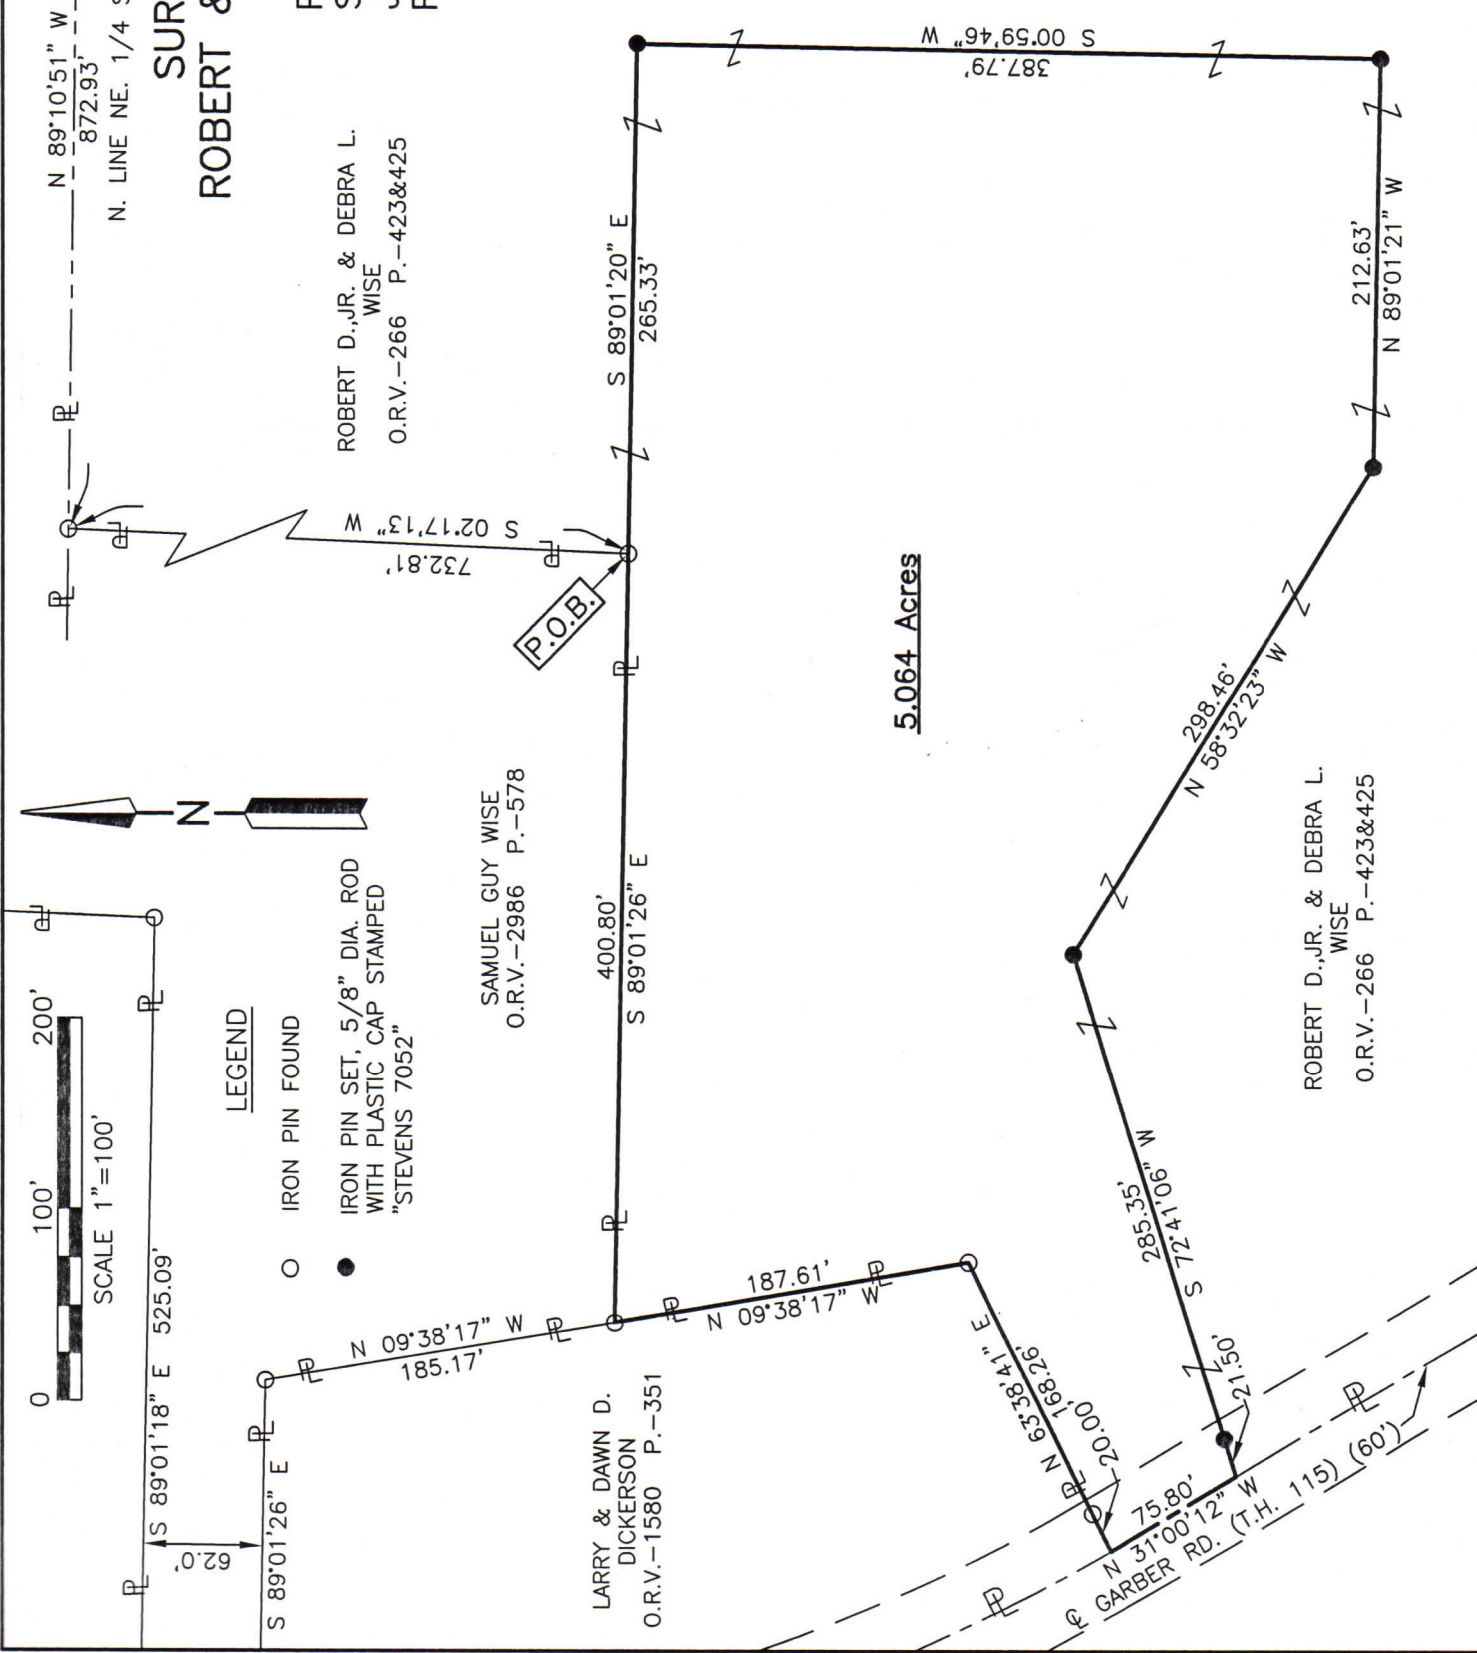 N 89°10'51" W
872.93'
N. LINE NE. 1/4 S
SUR
ROBERT &
ROBERT D.,JR. & DEBRA L.
WISE
O.R.V.-266 P.-423&425
S 02°17'13" W
732.81'
P.O.B.
S 89°01'20" E
265.33'
S 00°59'46" W
387.79'
212.63'
N 89°01'21" W
298.46'
N 58°32'23" W
5.064 Acres
N
0 100' 200'
SCALE 1"=100'
LEGEND
IRON PIN FOUND
IRON PIN SET, 5/8" DIA. ROD
WITH PLASTIC CAP STAMPED
"STEVENS 7052"
SAMUEL GUY WISE
O.R.V.-2986 P.-578
400.80'
S 89°01'26" E
S 89°01'18" E 525.09'
62.0'
S 89°01'26" E
N 09°38'17" W
185.17'
187.61'
N 09°38'17" W
LARRY & DAWN D.
DICKERSON
O.R.V.-1580 P.-351
N 63°38'41" E
168.26'
20.00'
285.35'
S 72°41'06" W
21.50'
75.80'
N 31°00'12" W
GARBER RD. (T.H. 115) (60')
ROBERT D.,JR. & DEBRA L.
WISE
O.R.V.-266 P.-423&425